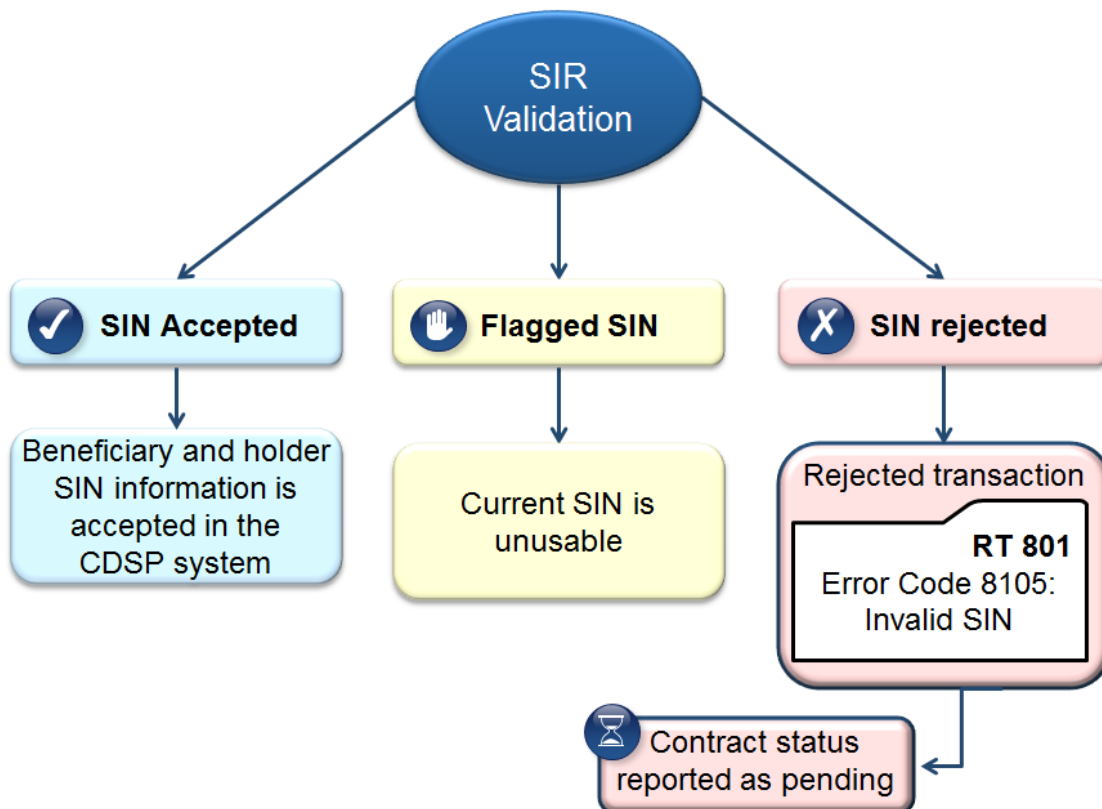 SIR
Validation
SIN Accepted
Flagged SIN
SIN rejected
Beneficiary and holder
SIN information is
accepted in the
CDSP system
Current SIN is
unusable
Rejected transaction
RT 801
Error Code 8105:
Invalid SIN
Contract status
reported as pending